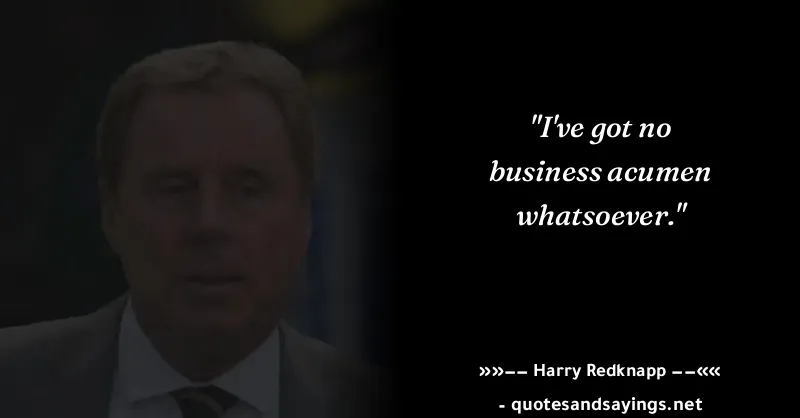 "I've got no
business acumen
whatsoever."
»»–– Harry Redknapp ––««
- quotesandsayings.net